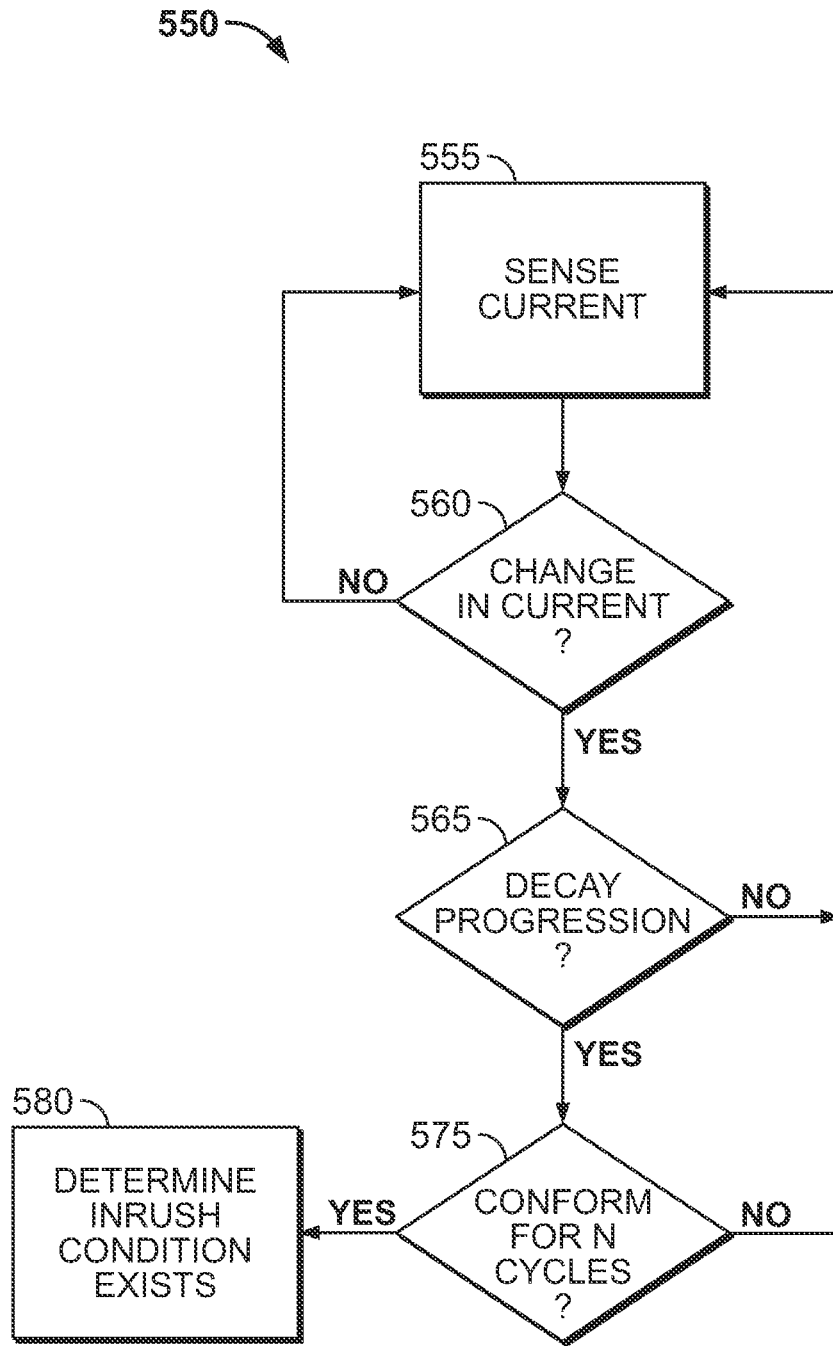 550
555
SENSE
CURRENT
560
CHANGE
IN CURRENT
?
NO
YES
565
DECAY
PROGRESSION
?
NO
YES
575
CONFORM
FOR N
CYCLES
?
NO
YES
580
DETERMINE
INRUSH
CONDITION
EXISTS